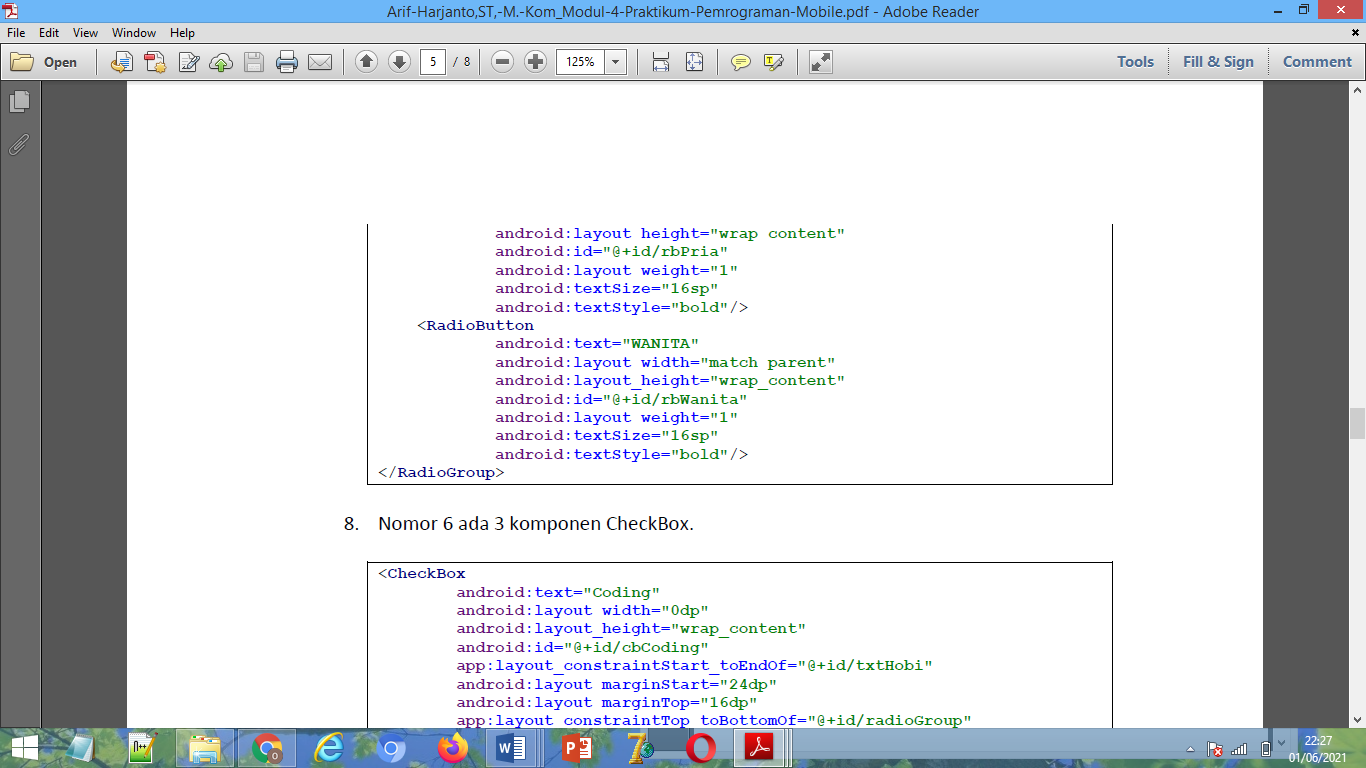 Arif-Harjanto,ST,-M.-Kom_Modul-4-Praktikum-Pemrograman-Mobile.pdf - Adobe Reader
File Edit View Window Help
Open 5 / 8 125% Tools Fill & Sign Comment
android:layout height="wrap content"
android:id="@+id/rbPria"
android:layout weight="1"
android:textSize="16sp"
android:textStyle="bold"/>
<RadioButton
android:text="WANITA"
android:layout width="match parent"
android:layout_height="wrap_content"
android:id="@+id/rbWanita"
android:layout weight="1"
android:textSize="16sp"
android:textStyle="bold"/>
</RadioGroup>
8. Nomor 6 ada 3 komponen CheckBox.
<CheckBox
android:text="Coding"
android:layout width="0dp"
android:layout_height="wrap_content"
android:id="@+id/cbCoding"
app:layout_constraintStart_toEndOf="@+id/txtHobi"
android:layout marginStart="24dp"
android:layout marginTop="16dp"
app:layout constraintTop toBottomOf="@+id/radioGroup"
22:27
01/06/2021